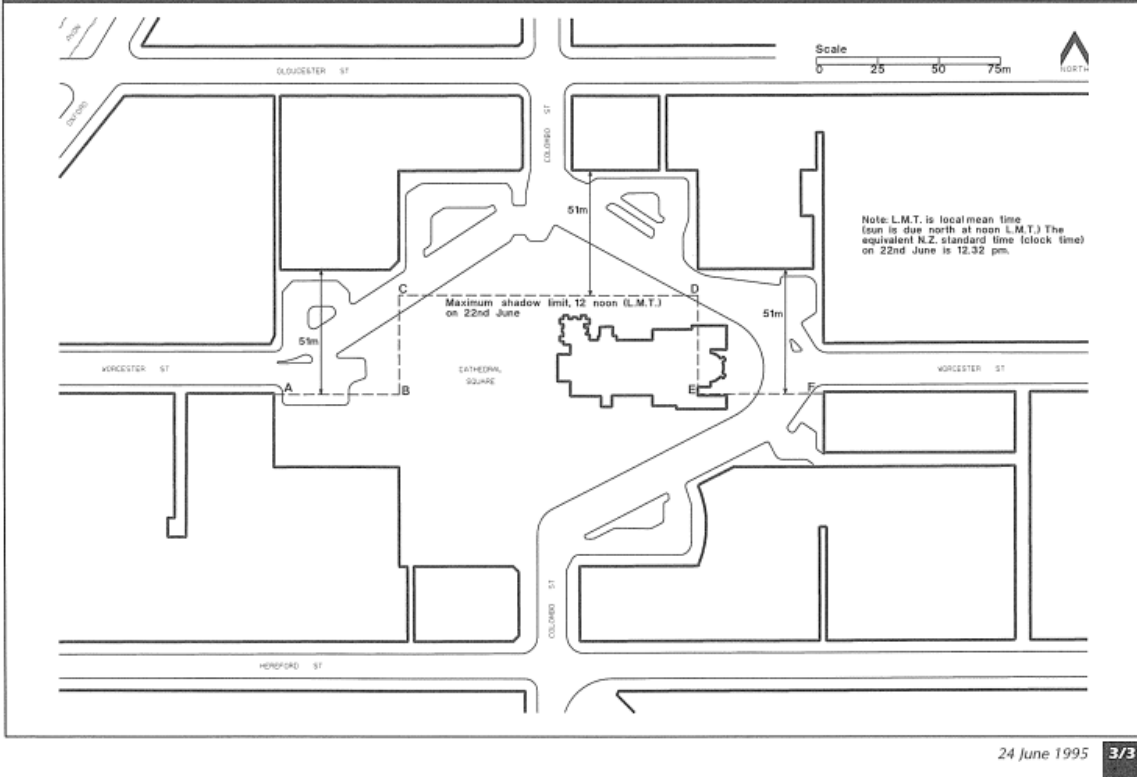 AVON
OXFORD
GLOUCESTER ST
COLOMBO ST
Scale
0 25 50 75m
NORTH
51m
Note: L.M.T. is local mean time
(sun is due north at noon L.M.T.) The
equivalent N.Z. standard time (clock time)
on 22nd June is 12.32 pm.
C
D
Maximum shadow limit, 12 noon (L.M.T.)
on 22nd June
51m
51m
WORCESTER ST
CATHEDRAL
SQUARE
WORCESTER ST
A
B
E
F
COLOMBO ST
HEREFORD ST
24 June 1995 3/3